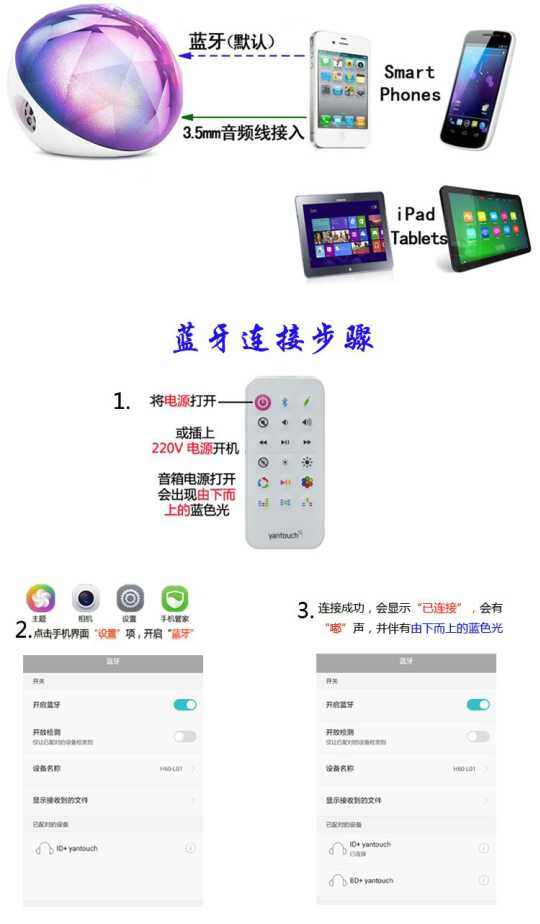 蓝牙(默认)
Smart
Phones
3.5mm音频线接入
iPad
Tablets
蓝牙连接步骤
1.
将电源打开
或插上
220V 电源开机
音箱电源打开
会出现由下而
上的蓝色光
yantouch
主题 相机 设置 手机管家
2.点击手机界面“设置”项，开启“蓝牙”
蓝牙
开关
开启蓝牙
开放检测
仅让已配对的设备检测到
设备名称 H60-L01
显示接收到的文件
已配对的设备
ID+ yantouch
3. 连接成功，会显示“已连接”，会有
“嘟”声，并伴有由下而上的蓝色光
蓝牙
开关
开启蓝牙
开放检测
仅让已配对的设备检测到
设备名称 H60-L01
显示接收到的文件
已配对的设备
ID+ yantouch
已连接
BD+ yantouch